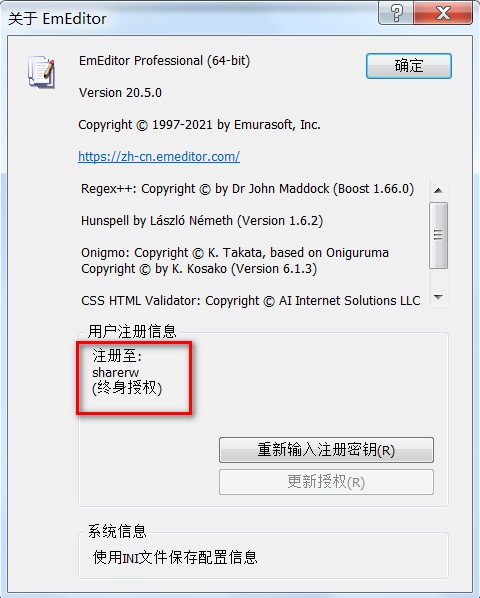 关于 EmEditor
EmEditor Professional (64-bit)
确定
Version 20.5.0
Copyright © 1997-2021 by Emurasoft, Inc.
https://zh-cn.emeditor.com/
Regex++: Copyright © by Dr John Maddock (Boost 1.66.0)
Hunspell by László Németh (Version 1.6.2)
Onigmo: Copyright © K. Takata, based on Oniguruma
Copyright © by K. Kosako (Version 6.1.3)
CSS HTML Validator: Copyright © AI Internet Solutions LLC
用户注册信息
注册至:
sharerw
(终身授权)
重新输入注册密钥(R)
更新授权(R)
系统信息
使用INI文件保存配置信息